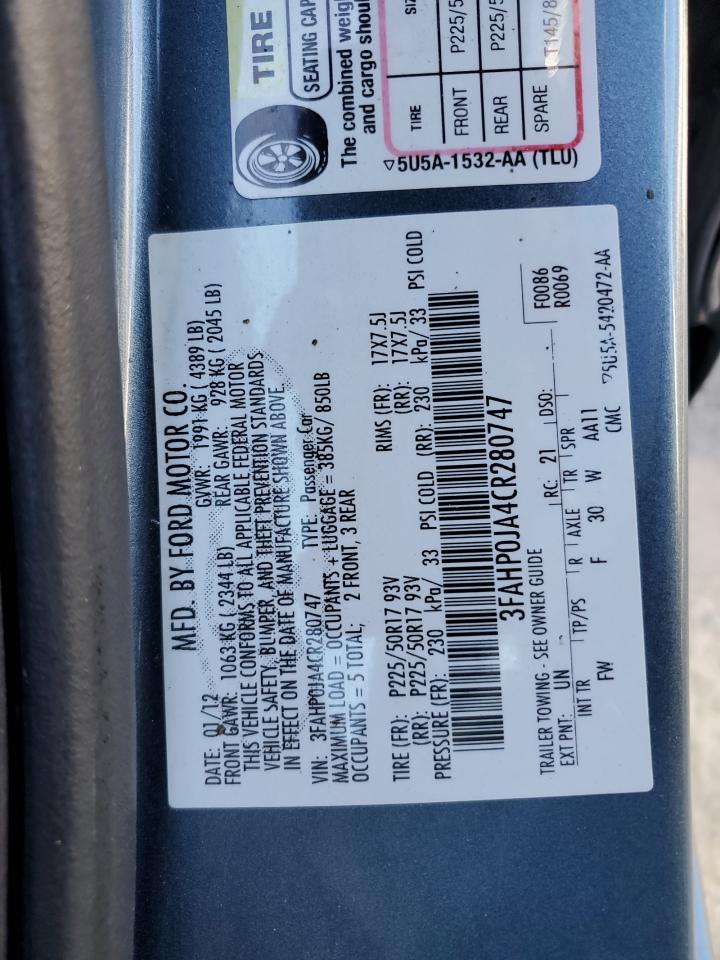 TIRE
SEATING CAP
The combined weigh
and cargo shou
TIRE SIZ
FRONT P225/5
REAR P225/5
SPARE T145/8
5U5A-1532-AA (TLU)
MFD. BY FORD MOTOR CO.
DATE: 01/12 GVWR: 1991 KG ( 4389 LB)
FRONT GAWR: 1063 KG ( 2344 LB) REAR GAWR: 928 KG ( 2045 LB)
THIS VEHICLE CONFORMS TO ALL APPLICABLE FEDERAL MOTOR
VEHICLE SAFETY, BUMPER, AND THEFT PREVENTION STANDARDS
IN EFFECT ON THE DATE OF MANUFACTURE SHOWN ABOVE.
VIN: 3FAHP0JA4CR280747 TYPE: Passenger Car
MAXIMUM LOAD = OCCUPANTS + LUGGAGE = 385KG/ 850LB
OCCUPANTS = 5 TOTAL; 2 FRONT, 3 REAR
TIRE (FR): P225/50R17 93V RIMS (FR): 17X7.5J
(RR): P225/50R17 93V (RR): 17X7.5J
PRESSURE (FR): 230 kPa/ 33 PSI COLD (RR): 230 kPa/ 33 PSI COLD
3FAHP0JA4CR280747
F0086
R0069
TRAILER TOWING - SEE OWNER GUIDE
EXT PNT: UN RC: 21 DSO:
INT TR TP/PS R AXLE TR SPR
FW F 30 W AA11
CMC 5U5A-5420472-AA